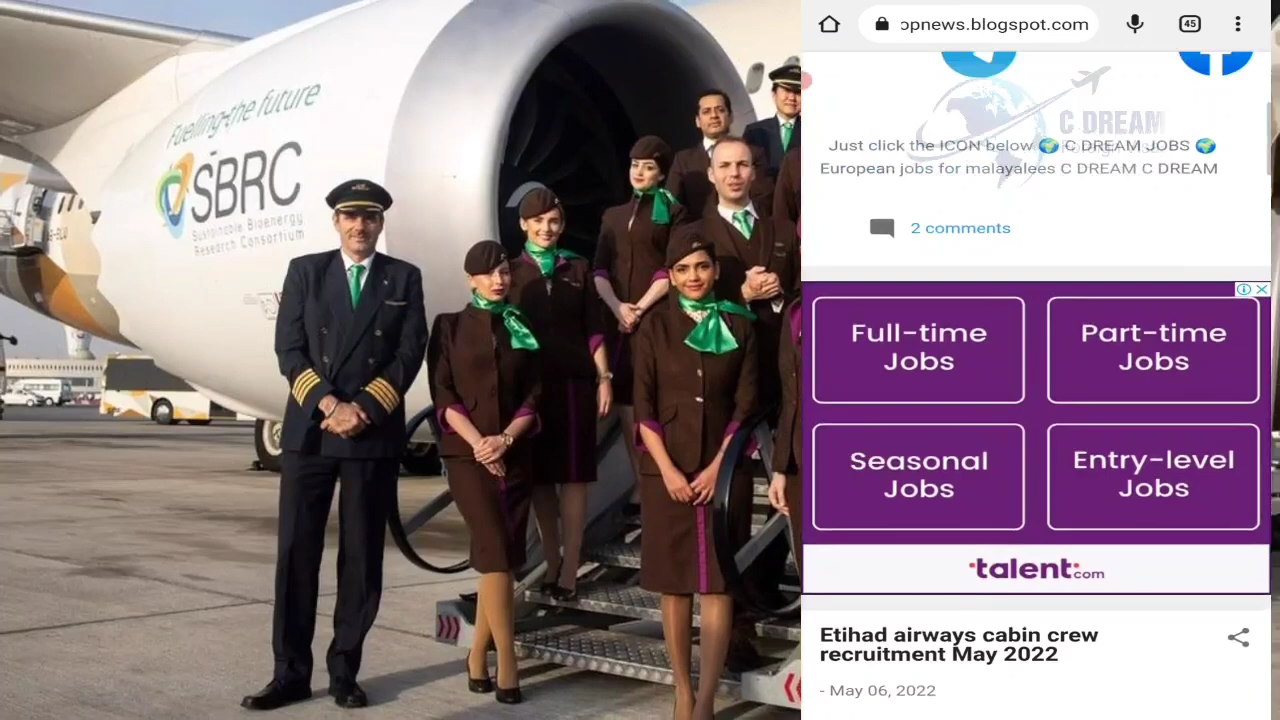 Fuelling the future
SBRC
Sustainable Bioenergy
Research Consortium
opnews.blogspot.com
45
C DREAM
Just click the ICON below 🌍 C DREAM JOBS 🌍
European jobs for malayalees C DREAM C DREAM
2 comments
Full-time
Jobs
Part-time
Jobs
Seasonal
Jobs
Entry-level
Jobs
talent.com
Etihad airways cabin crew
recruitment May 2022
- May 06, 2022